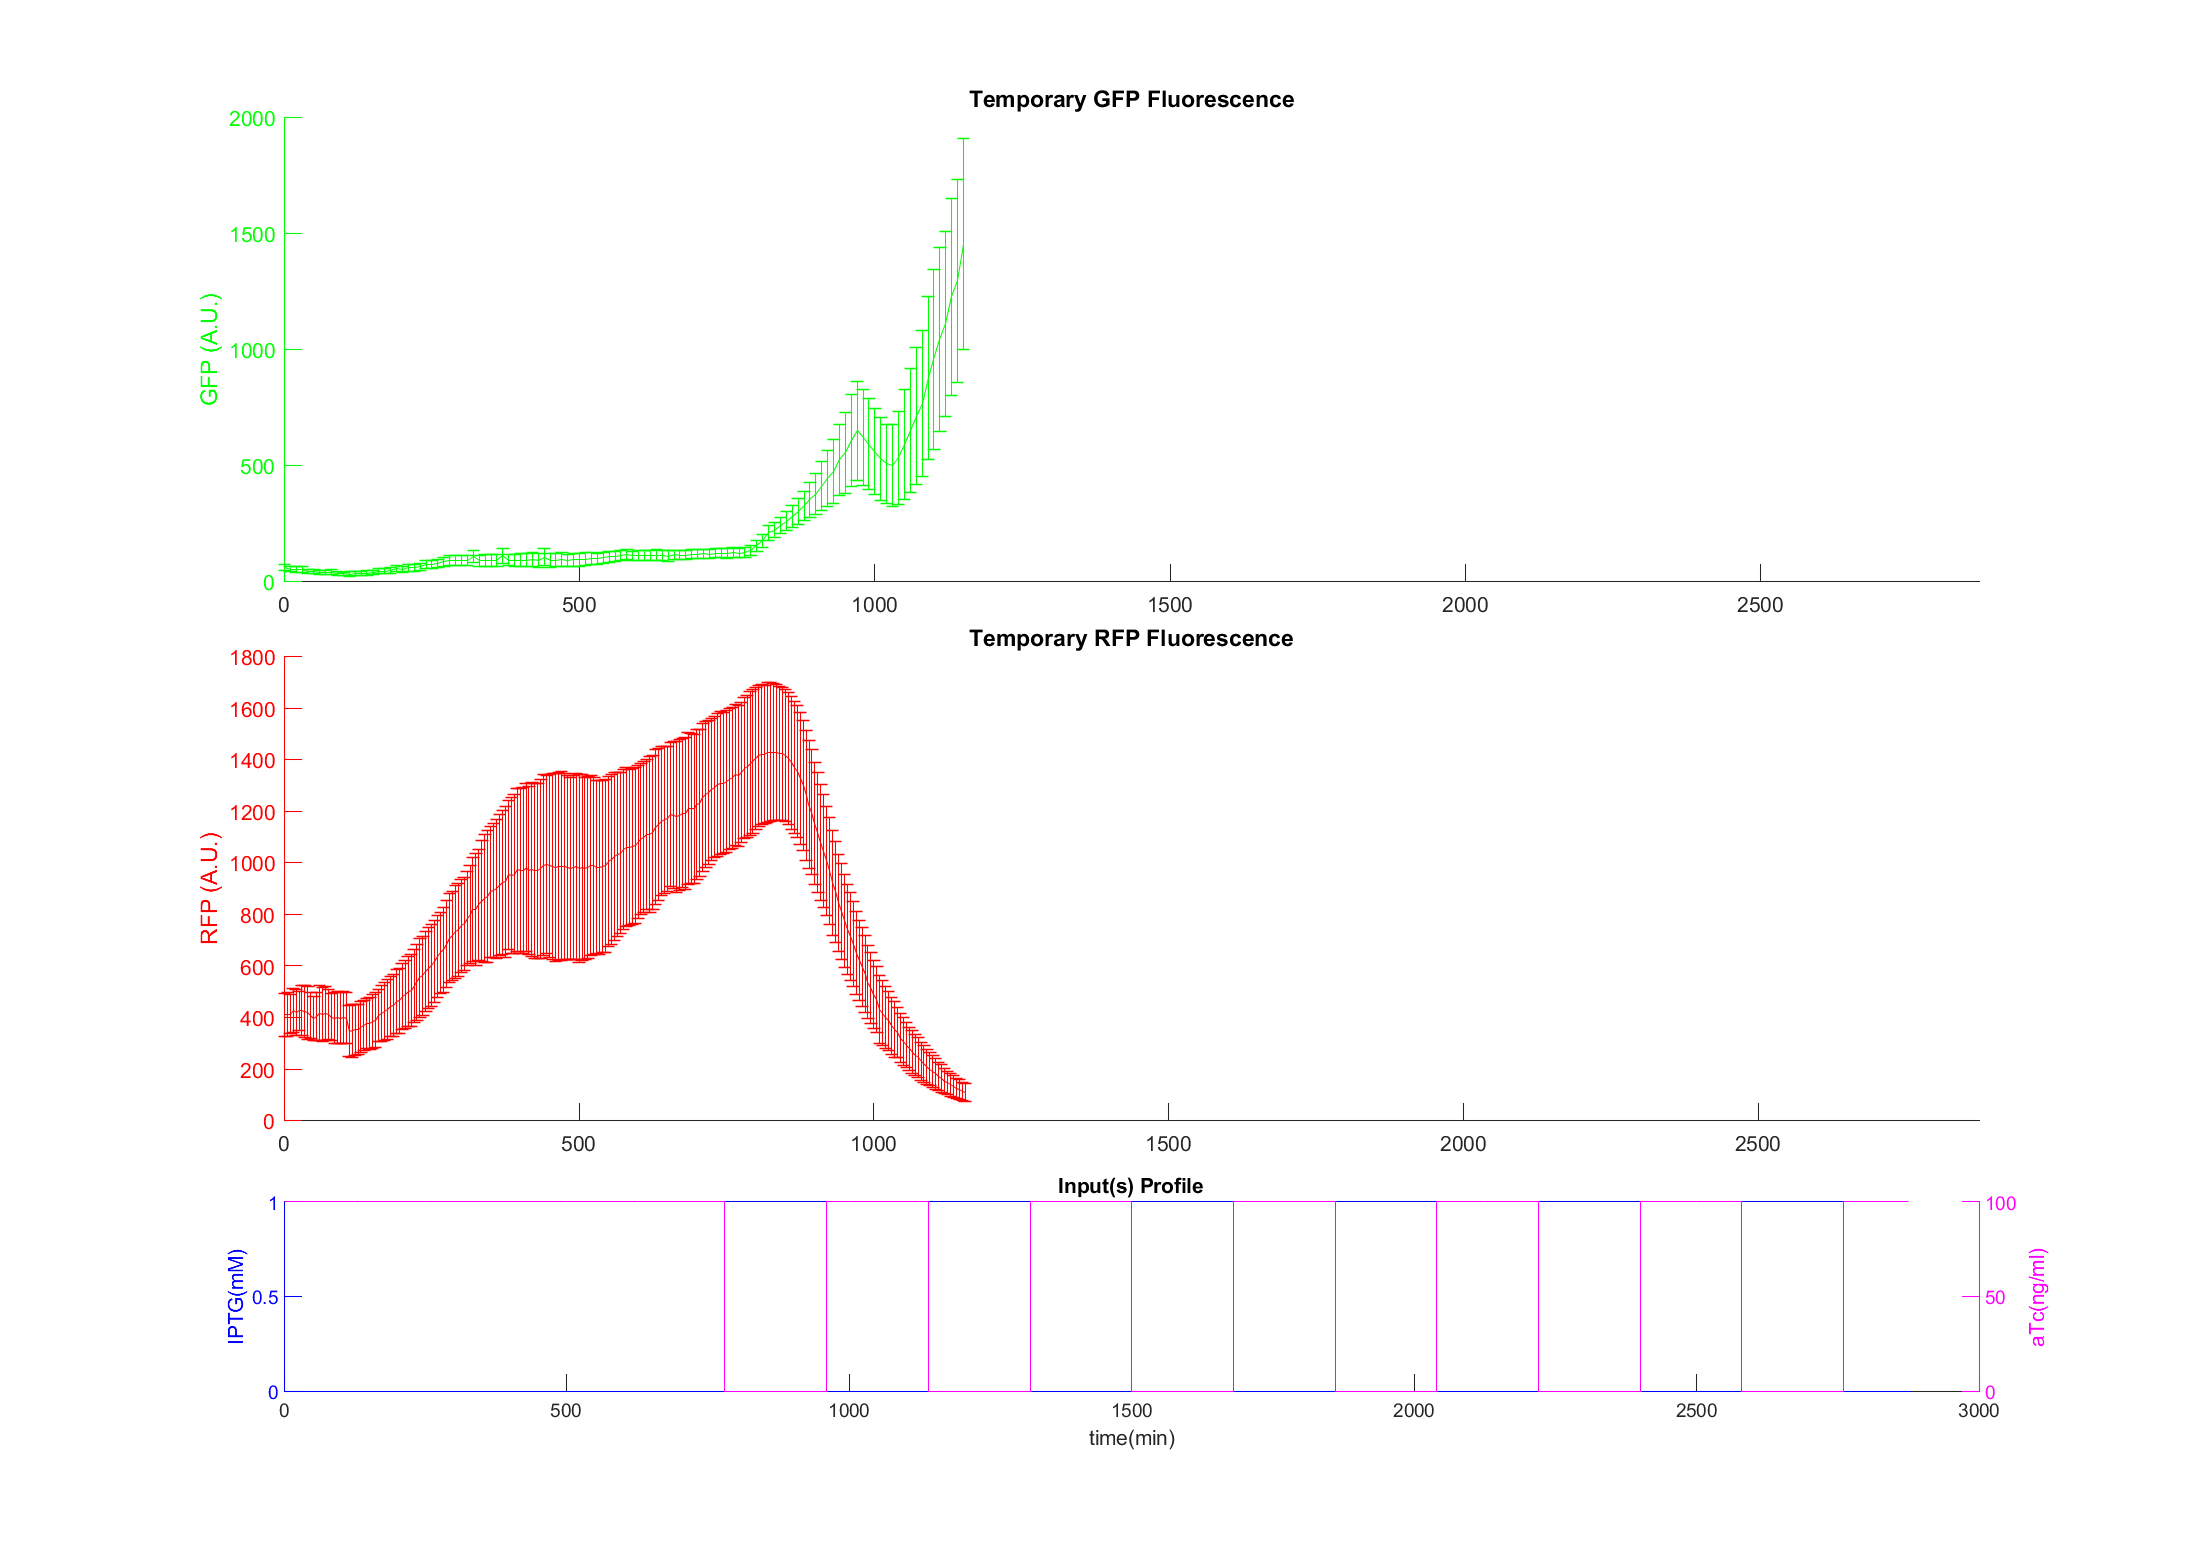 Temporary GFP Fluorescence
2000
1500
1000
500
0
GFP (A.U.)
0 500 1000 1500 2000 2500
Temporary RFP Fluorescence
1800
1600
1400
1200
1000
800
600
400
200
0
RFP (A.U.)
0 500 1000 1500 2000 2500
Input(s) Profile
1
0.5
0
IPTG(mM)
100
50
0
aTc(ng/ml)
0 500 1000 1500 2000 2500 3000
time(min)